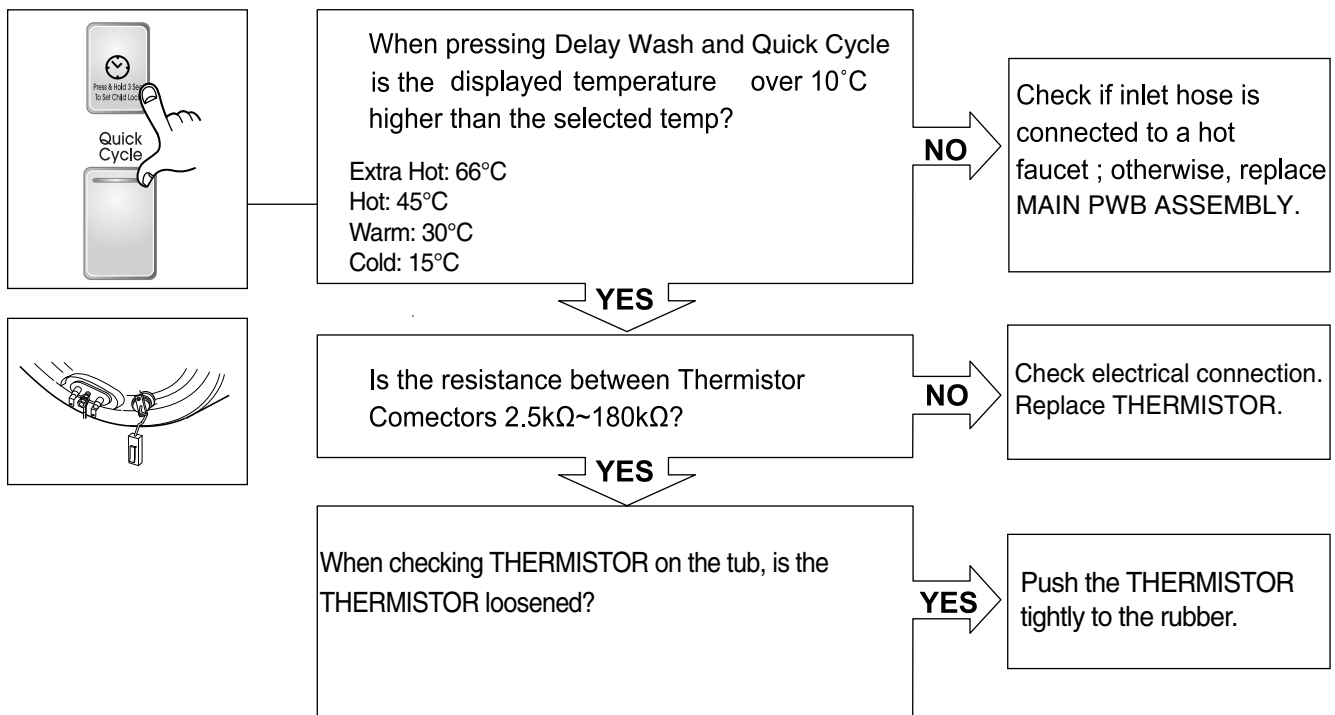 Press & Hold 3 Sec
To Set Child Lock
Quick
Cycle
When pressing Delay Wash and Quick Cycle
is the displayed temperature over 10˚C
higher than the selected temp?
Extra Hot: 66°C
Hot: 45°C
Warm: 30°C
Cold: 15°C
NO
Check if inlet hose is
connected to a hot
faucet ; otherwise, replace
MAIN PWB ASSEMBLY.
YES
Is the resistance between Thermistor
Comectors 2.5kΩ~180kΩ?
NO
Check electrical connection.
Replace THERMISTOR.
YES
When checking THERMISTOR on the tub, is the
THERMISTOR loosened?
YES
Push the THERMISTOR
tightly to the rubber.